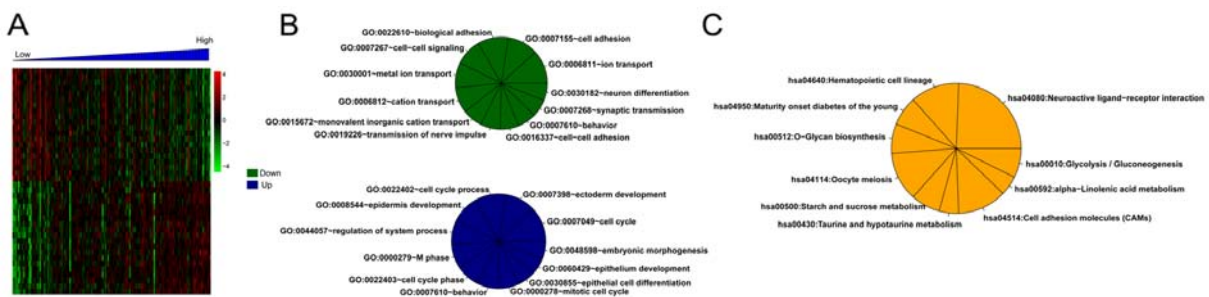 A
Low
High
4
2
0
−2
−4
B
GO:0022610~biological adhesion
GO:0007155~cell adhesion
GO:0007267~cell−cell signaling
GO:0006811~ion transport
GO:0030001~metal ion transport
GO:0030182~neuron differentiation
GO:0006812~cation transport
GO:0007268~synaptic transmission
GO:0015672~monovalent inorganic cation transport
GO:0007610~behavior
GO:0019226~transmission of nerve impulse
GO:0016337~cell−cell adhesion
Down
Up
GO:0022402~cell cycle process
GO:0007398~ectoderm development
GO:0008544~epidermis development
GO:0007049~cell cycle
GO:0044057~regulation of system process
GO:0048598~embryonic morphogenesis
GO:0000279~M phase
GO:0060429~epithelium development
GO:0022403~cell cycle phase
GO:0030855~epithelial cell differentiation
GO:0007610~behavior
GO:0000278~mitotic cell cycle
C
hsa04640:Hematopoietic cell lineage
hsa04080:Neuroactive ligand−receptor interaction
hsa04950:Maturity onset diabetes of the young
hsa00512:O−Glycan biosynthesis
hsa00010:Glycolysis / Gluconeogenesis
hsa04114:Oocyte meiosis
hsa00592:alpha−Linolenic acid metabolism
hsa00500:Starch and sucrose metabolism
hsa04514:Cell adhesion molecules (CAMs)
hsa00430:Taurine and hypotaurine metabolism